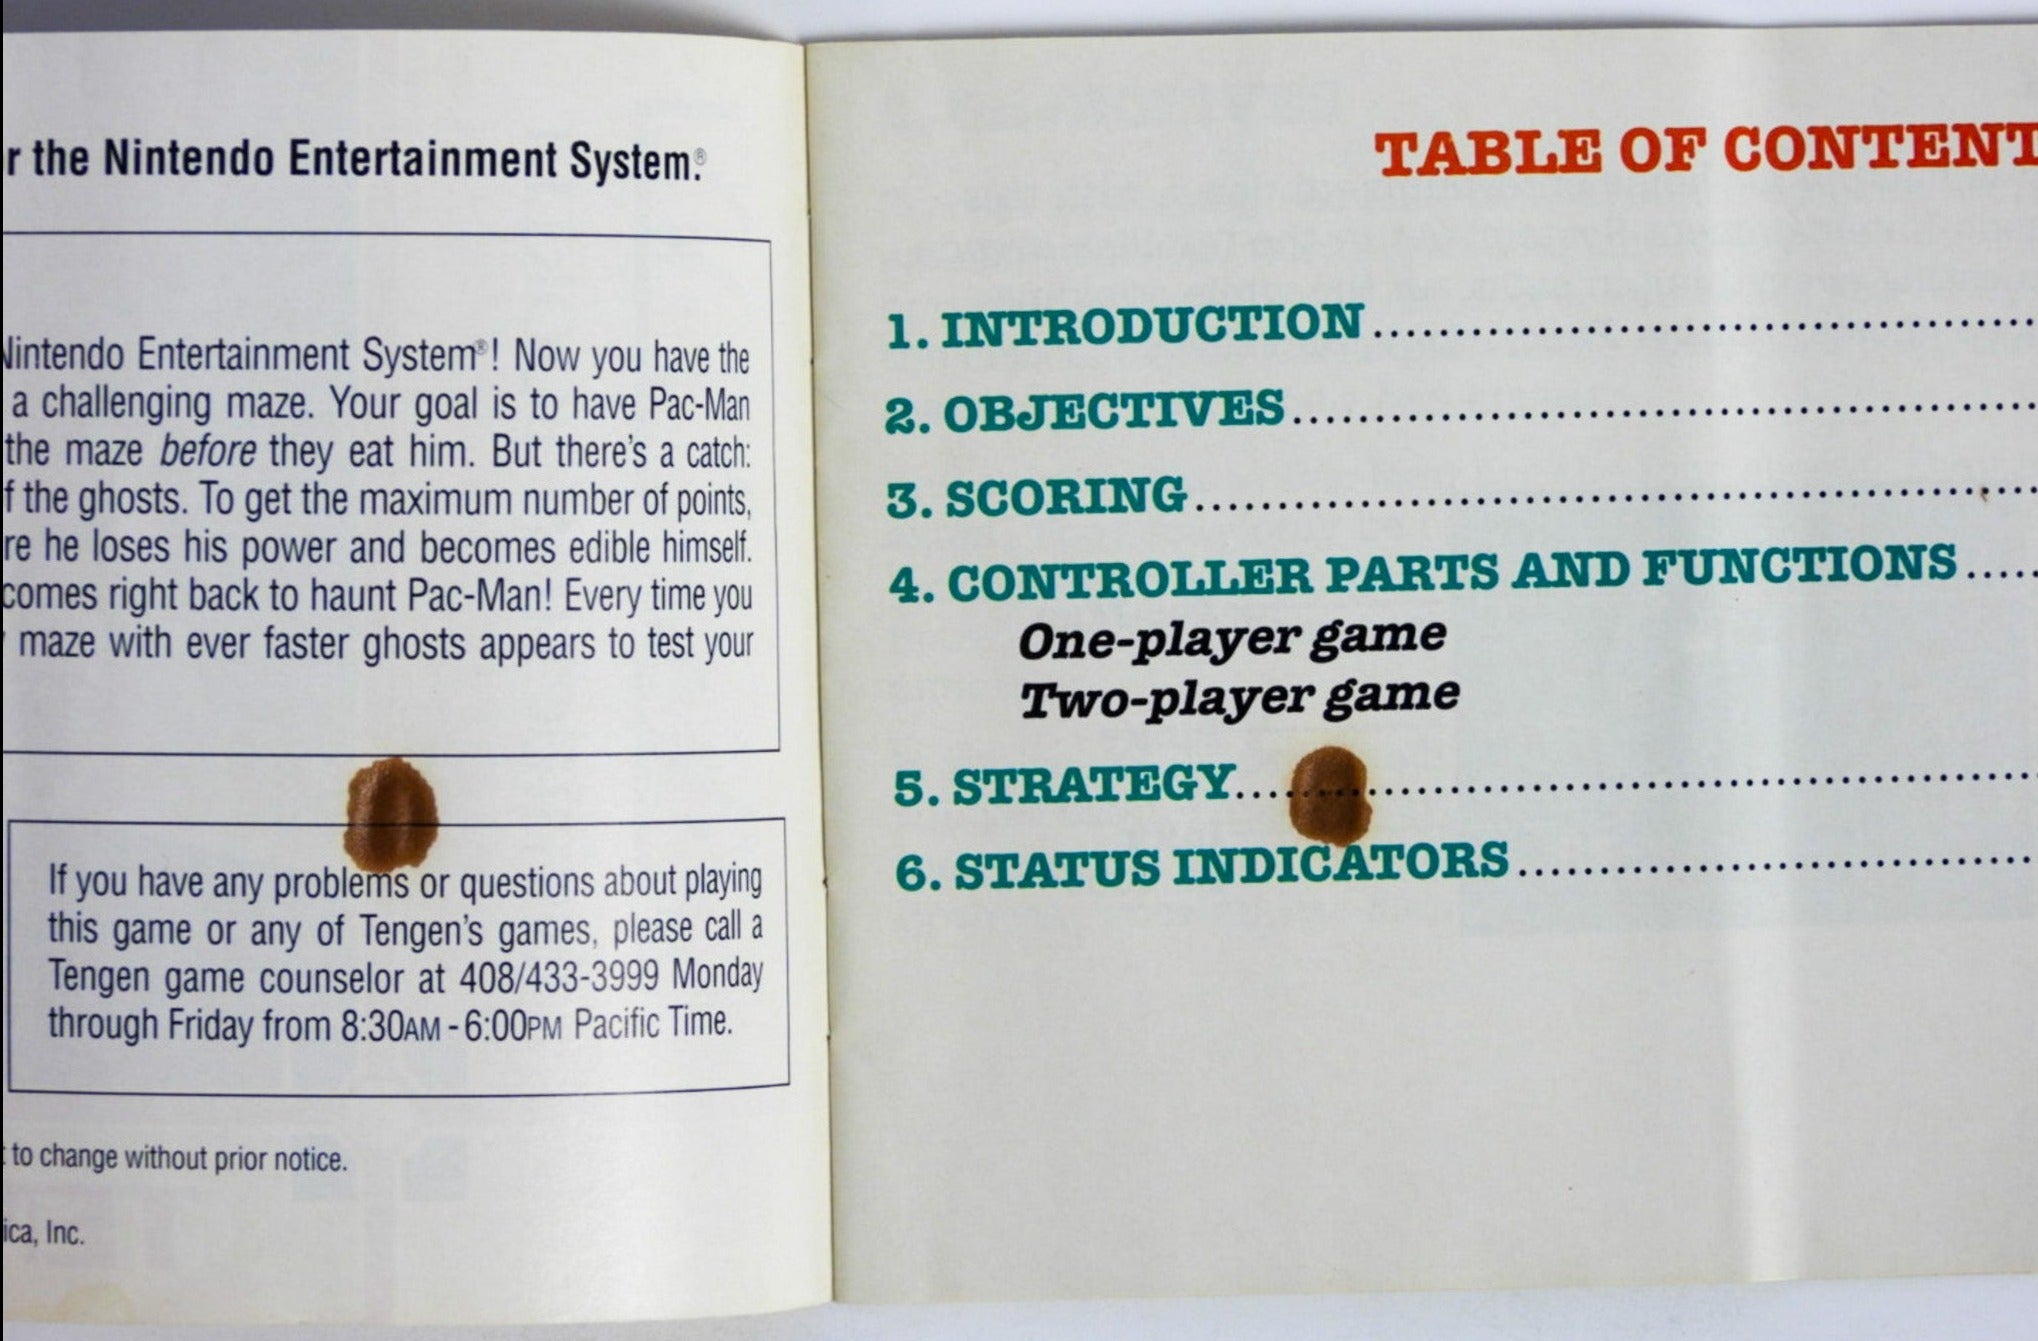 r the Nintendo Entertainment System.®
Nintendo Entertainment System®! Now you have the
a challenging maze. Your goal is to have Pac-Man
the maze before they eat him. But there's a catch:
f the ghosts. To get the maximum number of points,
re he loses his power and becomes edible himself.
comes right back to haunt Pac-Man! Every time you
maze with ever faster ghosts appears to test your
If you have any problems or questions about playing
this game or any of Tengen's games, please call a
Tengen game counselor at 408/433-3999 Monday
through Friday from 8:30AM - 6:00PM Pacific Time.
to change without prior notice.
ica, Inc.
TABLE OF CONTENT
1. INTRODUCTION........................................
2. OBJECTIVES..............................................
3. SCORING....................................................
4. CONTROLLER PARTS AND FUNCTIONS.....
One-player game
Two-player game
5. STRATEGY..................................................
6. STATUS INDICATORS................................